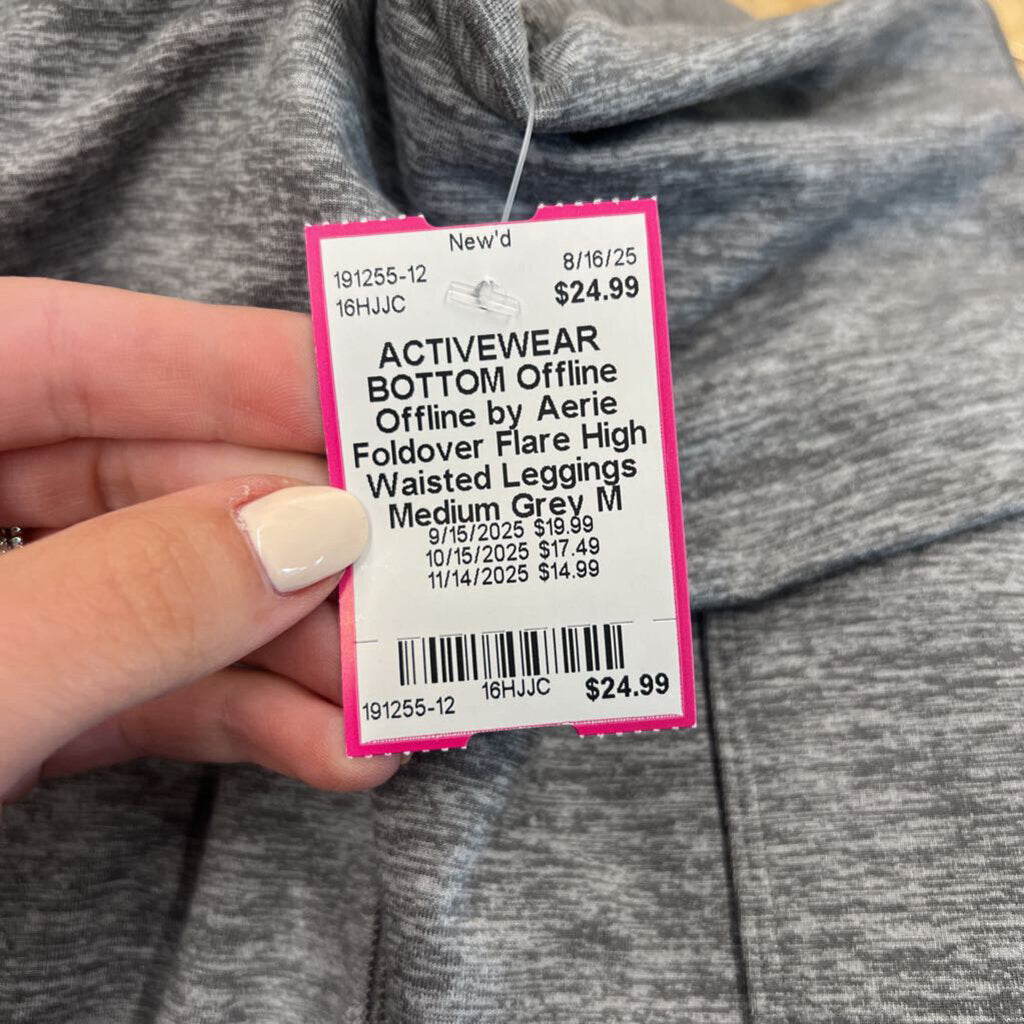 New'd
191255-12 8/16/25
16HJJC $24.99
ACTIVEWEAR
BOTTOM Offline
Offline by Aerie
Foldover Flare High
Waisted Leggings
Medium Grey M
9/15/2025 $19.99
10/15/2025 $17.49
11/14/2025 $14.99
191255-12 16HJJC $24.99